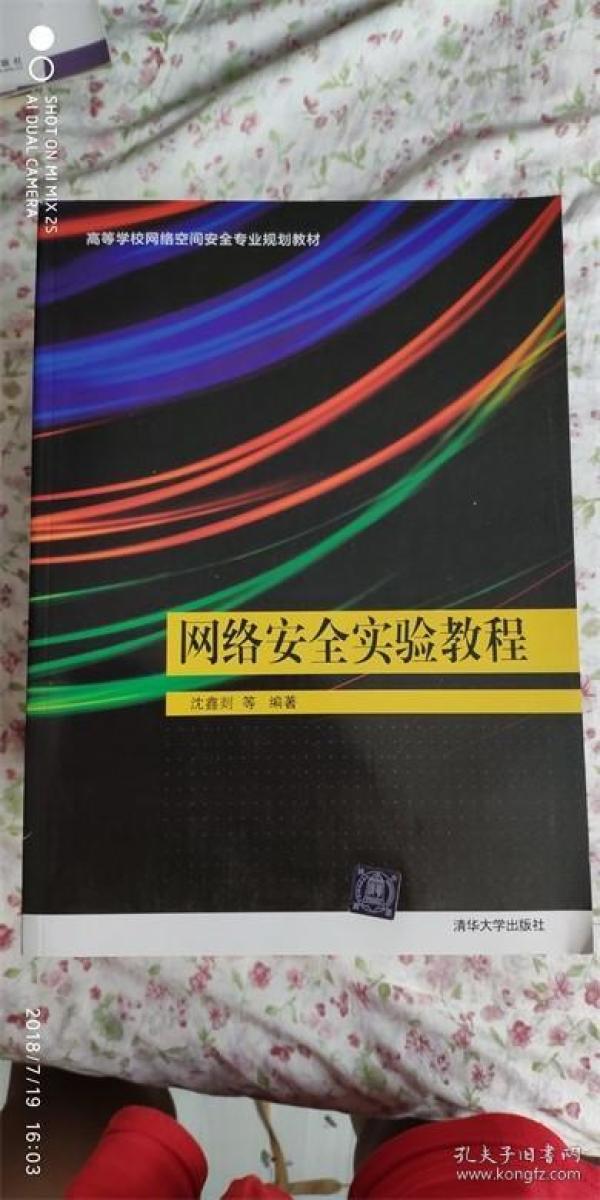 SHOT ON MI MIX 2S
AI DUAL CAMERA
高等学校网络空间安全专业规划教材
网络安全实验教程
沈鑫剡 等 编著
清华大学出版社
2018/7/19 16:03
孔夫子旧书网
www.kongfz.com